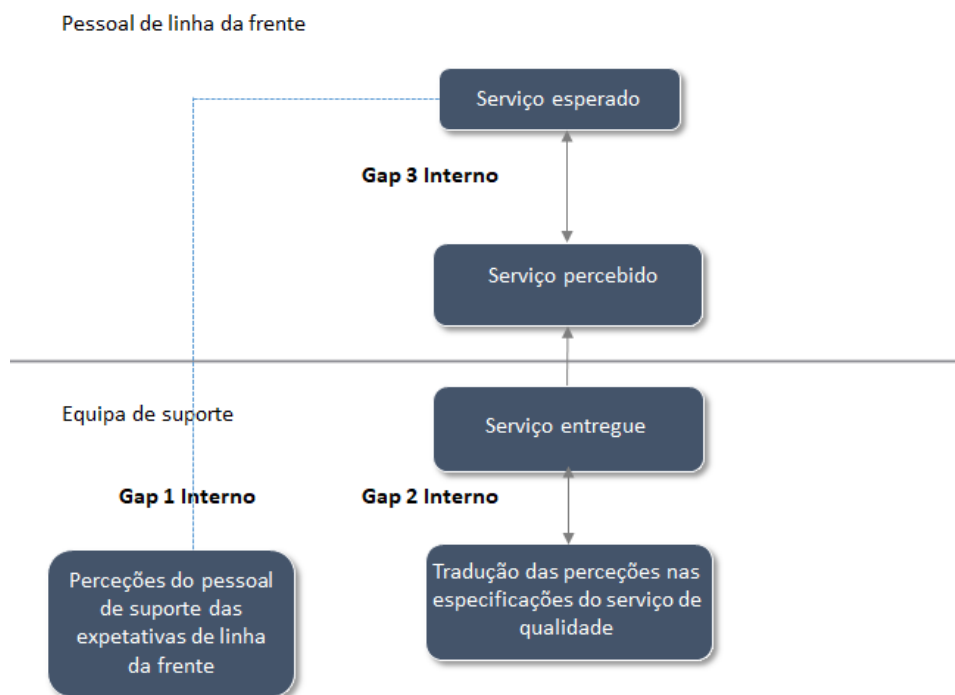 Pessoal de linha da frente
Serviço esperado
Gap 3 Interno
Serviço percebido
Equipa de suporte
Serviço entregue
Gap 1 Interno
Gap 2 Interno
Perceções do pessoal
de suporte das
expetativas de linha
da frente
Tradução das perceções nas
especificações do serviço de
qualidade